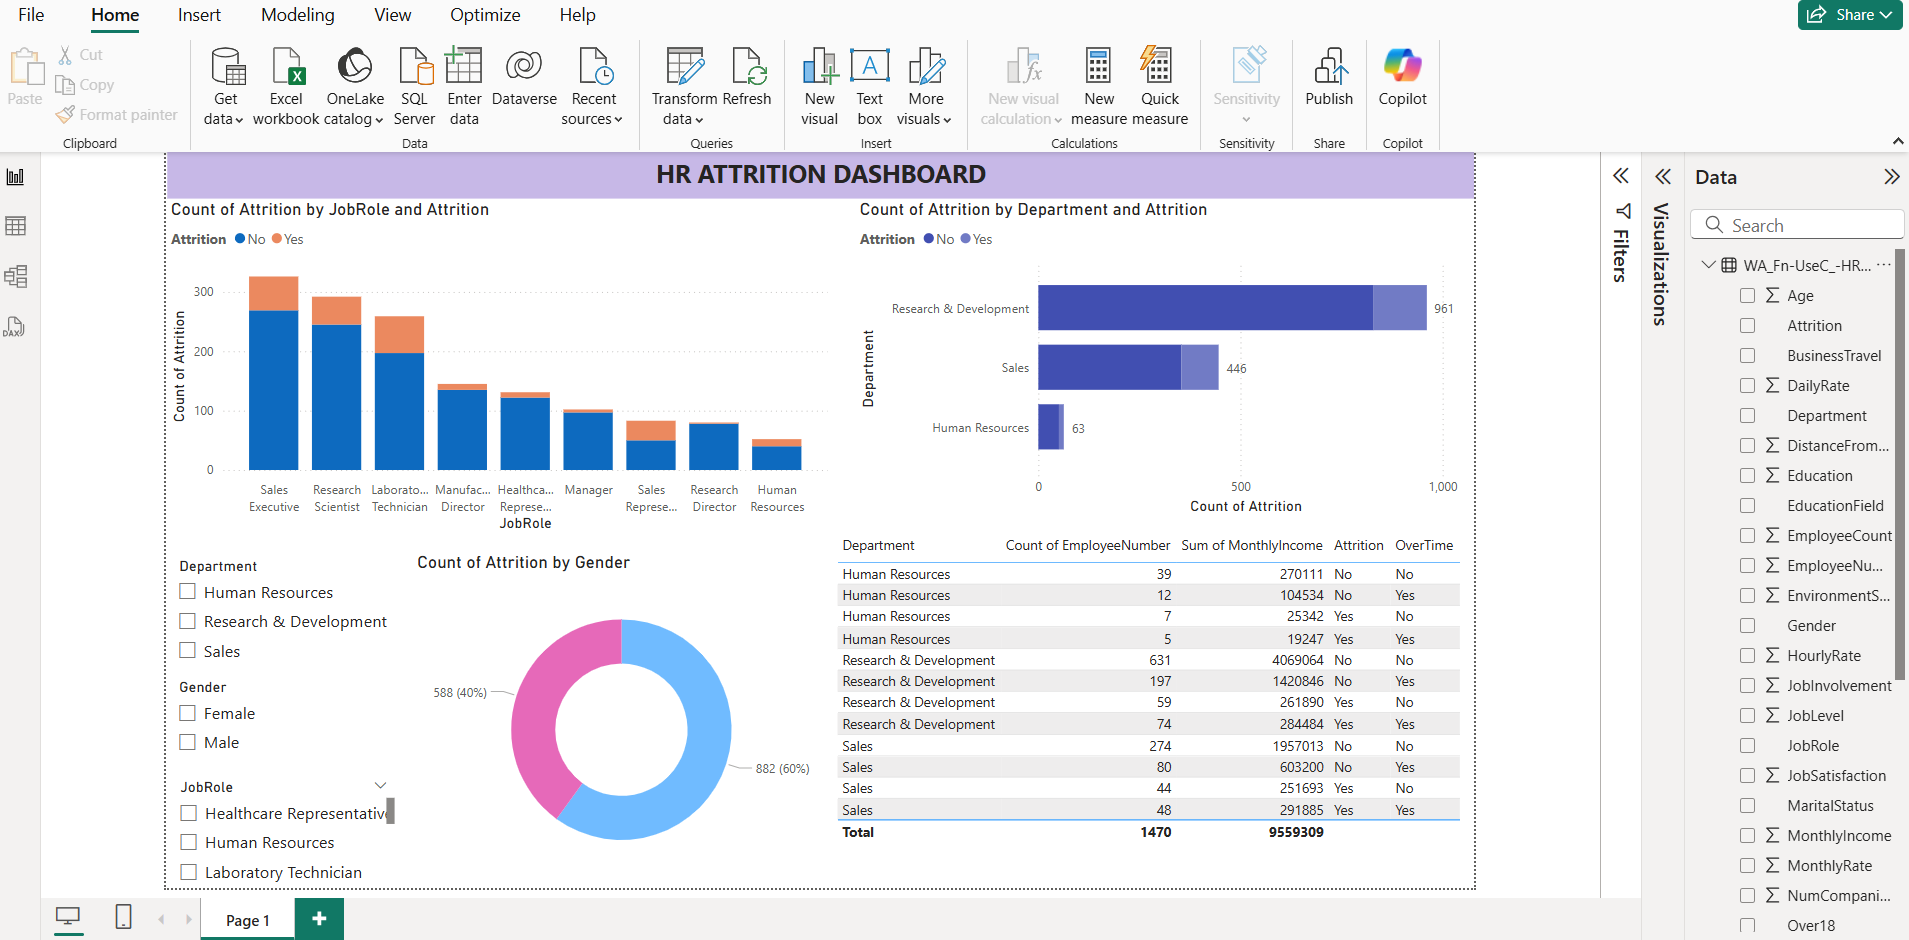 File Home Insert Modeling View Optimize Help Share
Paste
Cut
Copy
Format painter
Clipboard
Get data
Excel workbook
OneLake catalog
SQL Server
Enter data
Dataverse
Recent sources
Data
Transform data
Refresh
Queries
New visual
Text box
More visuals
Insert
New visual calculation
New measure
Quick measure
Calculations
Sensitivity
Sensitivity
Publish
Share
Copilot
Copilot
HR ATTRITION DASHBOARD
Count of Attrition by JobRole and Attrition
Attrition No Yes
Count of Attrition
300
200
100
0
Sales Executive
Research Scientist
Laborato... Technician
Manufac... Director
Healthca... Represe...
Manager
Sales Represe...
Research Director
Human Resources
JobRole
Count of Attrition by Department and Attrition
Attrition No Yes
Department
Research & Development 961
Sales 446
Human Resources 63
0 500 1,000
Count of Attrition
Department
Human Resources
Research & Development
Sales
Gender
Female
Male
JobRole
Healthcare Representative
Human Resources
Laboratory Technician
Count of Attrition by Gender
588 (40%)
882 (60%)
Department Count of EmployeeNumber Sum of MonthlyIncome Attrition OverTime
Human Resources 39 270111 No No
Human Resources 12 104534 No Yes
Human Resources 7 25342 Yes No
Human Resources 5 19247 Yes Yes
Research & Development 631 4069064 No No
Research & Development 197 1420846 No Yes
Research & Development 59 261890 Yes No
Research & Development 74 284484 Yes Yes
Sales 274 1957013 No No
Sales 80 603200 No Yes
Sales 44 251693 Yes No
Sales 48 291885 Yes Yes
Total 1470 9559309
Filters
Visualizations
Data
Search
WA_Fn-UseC_-HR...
Age
Attrition
BusinessTravel
DailyRate
Department
DistanceFrom...
Education
EducationField
EmployeeCount
EmployeeNu...
EnvironmentS...
Gender
HourlyRate
JobInvolvement
JobLevel
JobRole
JobSatisfaction
MaritalStatus
MonthlyIncome
MonthlyRate
NumCompani...
Over18
DAX
Page 1